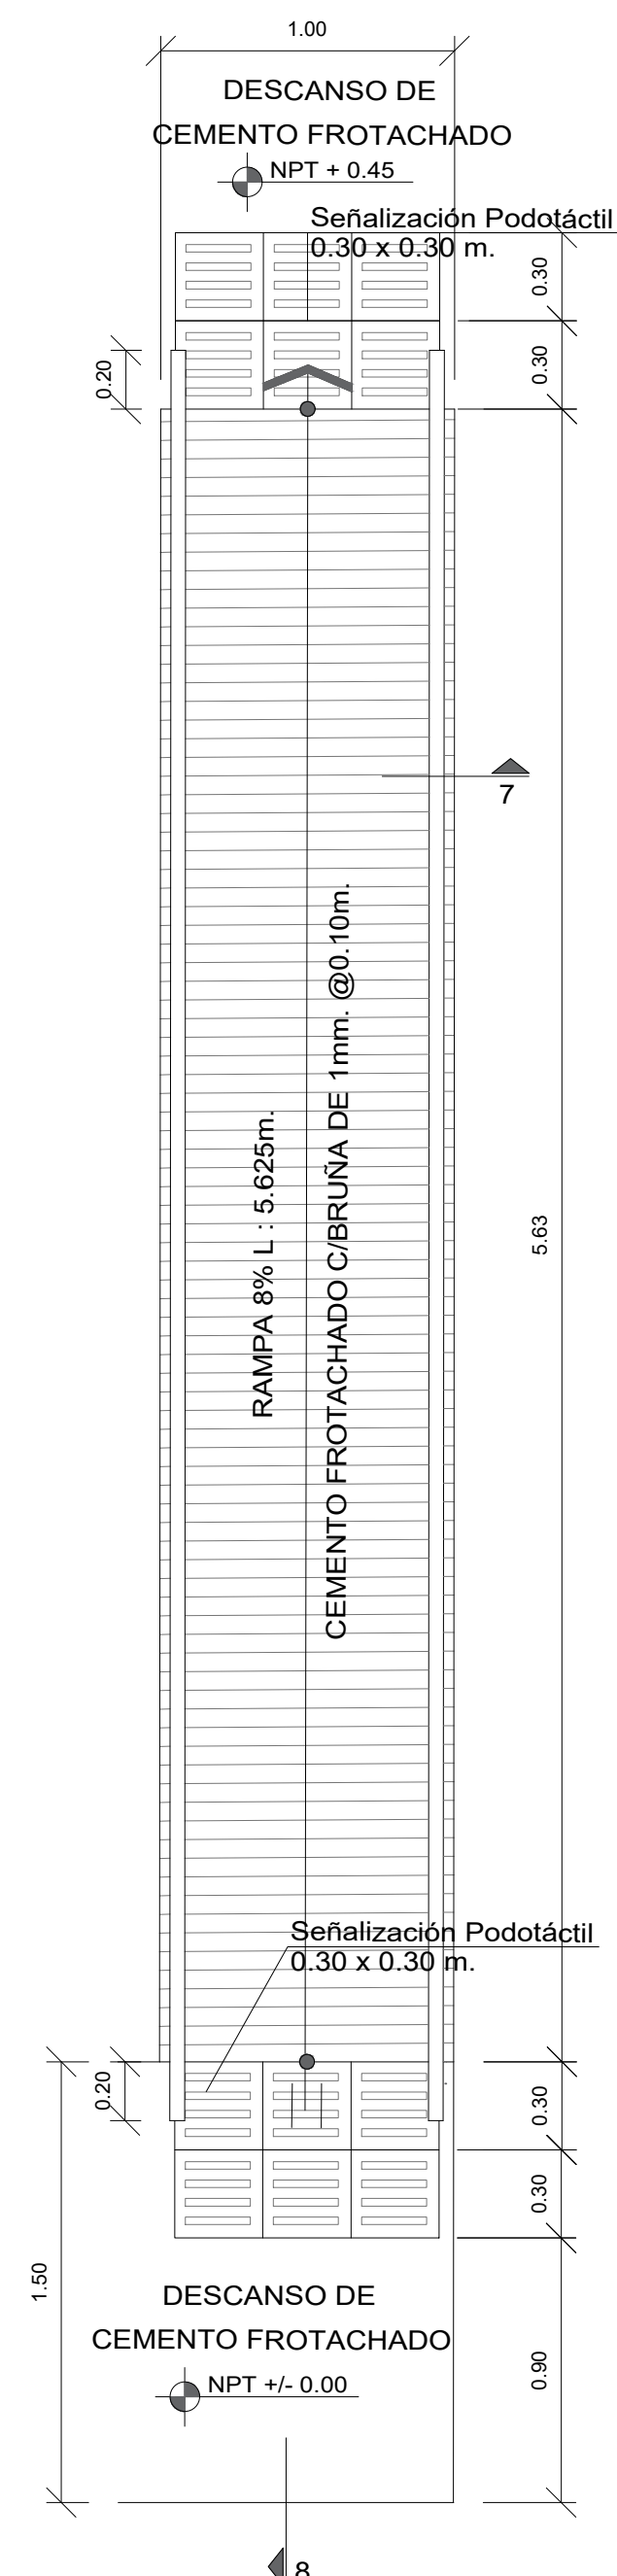 1.00
DESCANSO DE
CEMENTO FROTACHADO
NPT + 0.45
Señalización Podotáctil
0.30 x 0.30 m.
0.30
0.30
0.20
7
RAMPA 8% L : 5.625m.
CEMENTO FROTACHADO C/BRUÑA DE 1mm. @0.10m.
5.63
Señalización Podotáctil
0.30 x 0.30 m.
0.20
0.30
0.30
1.50
DESCANSO DE
CEMENTO FROTACHADO
NPT +/- 0.00
0.90
8